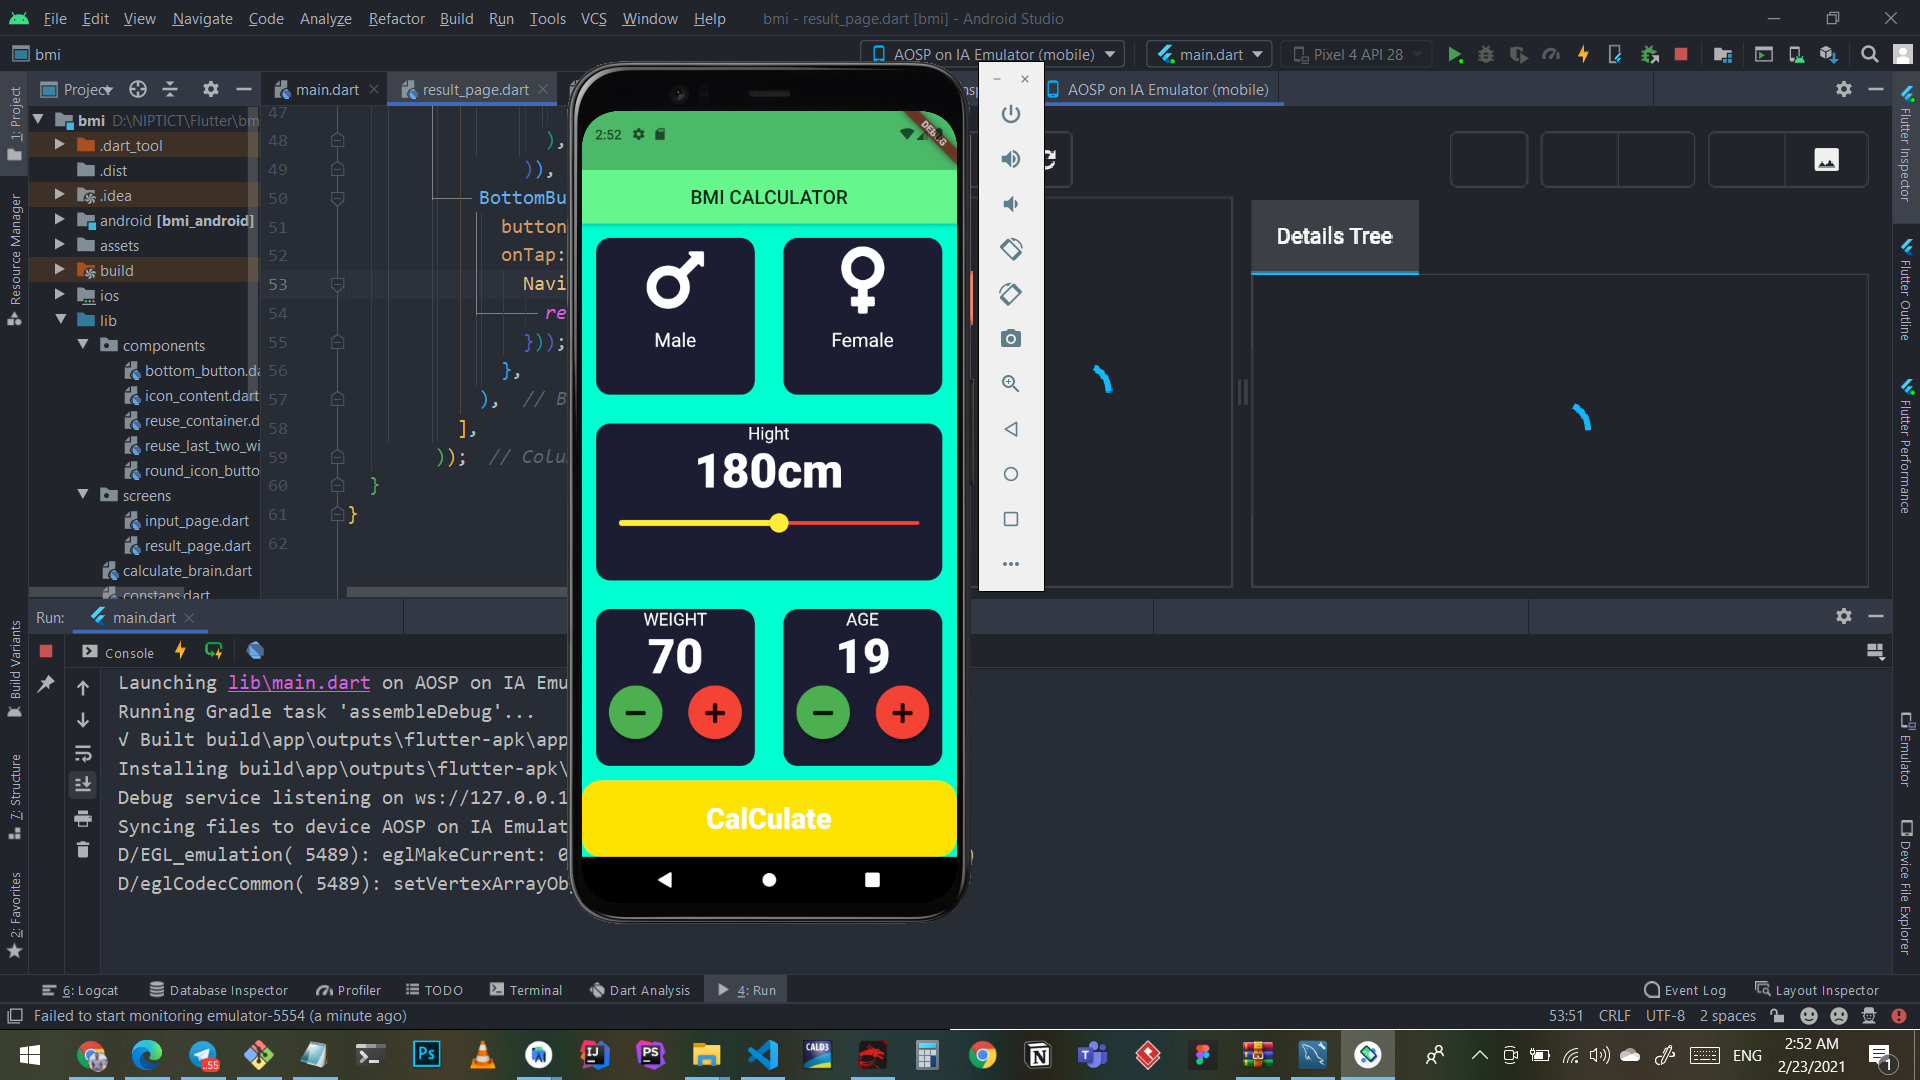 File Edit View Navigate Code Analyze Refactor Build Run Tools VCS Window Help bmi - result_page.dart [bmi] - Android Studio
bmi AOSP on IA Emulator (mobile) main.dart Pixel 4 API 28
Project main.dart result_page.dart AOSP on IA Emulator (mobile)
1: Project
Resource Manager
Build Variants
7: Structure
2: Favorites
bmi D:\NIPTICT\Flutter\bm
.dart_tool
.dist
.idea
android [bmi_android]
assets
build
ios
lib
components
bottom_button.da
icon_content.dart
reuse_container.d
reuse_last_two_wi
round_icon_butto
screens
input_page.dart
result_page.dart
calculate_brain.dart
constans.dart
47
48 ),
49 )),
50 BottomBu
51 button
52 onTap:
53 Navi
54 re
55 }));
56 },
57 ), // B
58 ],
59 )); // Colu
60 }
61 }
62
2:52
DEBUG
BMI CALCULATOR
Male Female
Hight
180cm
WEIGHT AGE
70 19
CalCulate
Details Tree
Flutter Inspector
Flutter Outline
Flutter Performance
Emulator
Device File Explorer
Run: main.dart
Console
Launching lib\main.dart on AOSP on IA Emu
Running Gradle task 'assembleDebug'...
√ Built build\app\outputs\flutter-apk\app
Installing build\app\outputs\flutter-apk\
Debug service listening on ws://127.0.0.1
Syncing files to device AOSP on IA Emulat
D/EGL_emulation( 5489): eglMakeCurrent: 0
D/eglCodecCommon( 5489): setVertexArrayOb
6: Logcat Database Inspector Profiler TODO Terminal Dart Analysis 4: Run Event Log Layout Inspector
Failed to start monitoring emulator-5554 (a minute ago) 53:51 CRLF UTF-8 2 spaces
.55
Ps
IJ
PS
CALD3
N
ENG
2:52 AM
2/23/2021
1